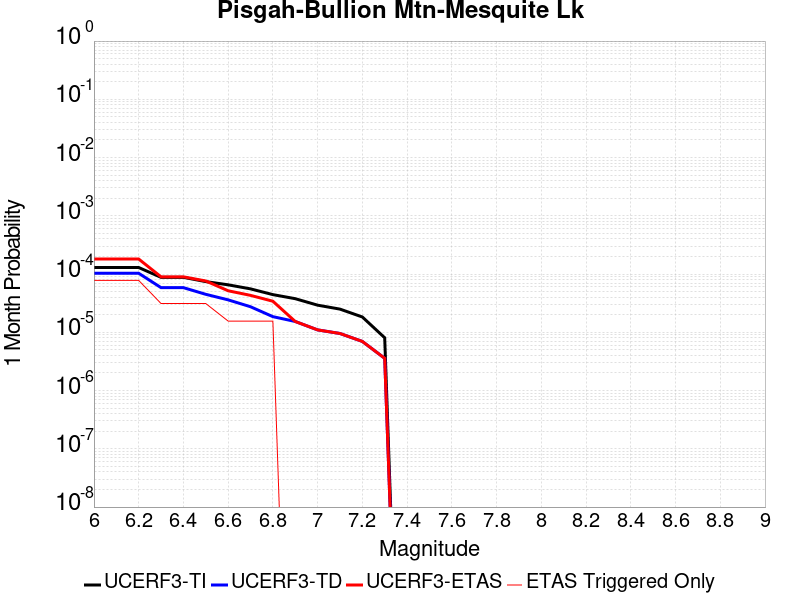 Pisgah-Bullion Mtn-Mesquite Lk
10^0
10^-1
10^-2
10^-3
10^-4
10^-5
10^-6
10^-7
10^-8
1 Month Probability
6 6.2 6.4 6.6 6.8 7 7.2 7.4 7.6 7.8 8 8.2 8.4 8.6 8.8 9
Magnitude
UCERF3-TI UCERF3-TD UCERF3-ETAS ETAS Triggered Only